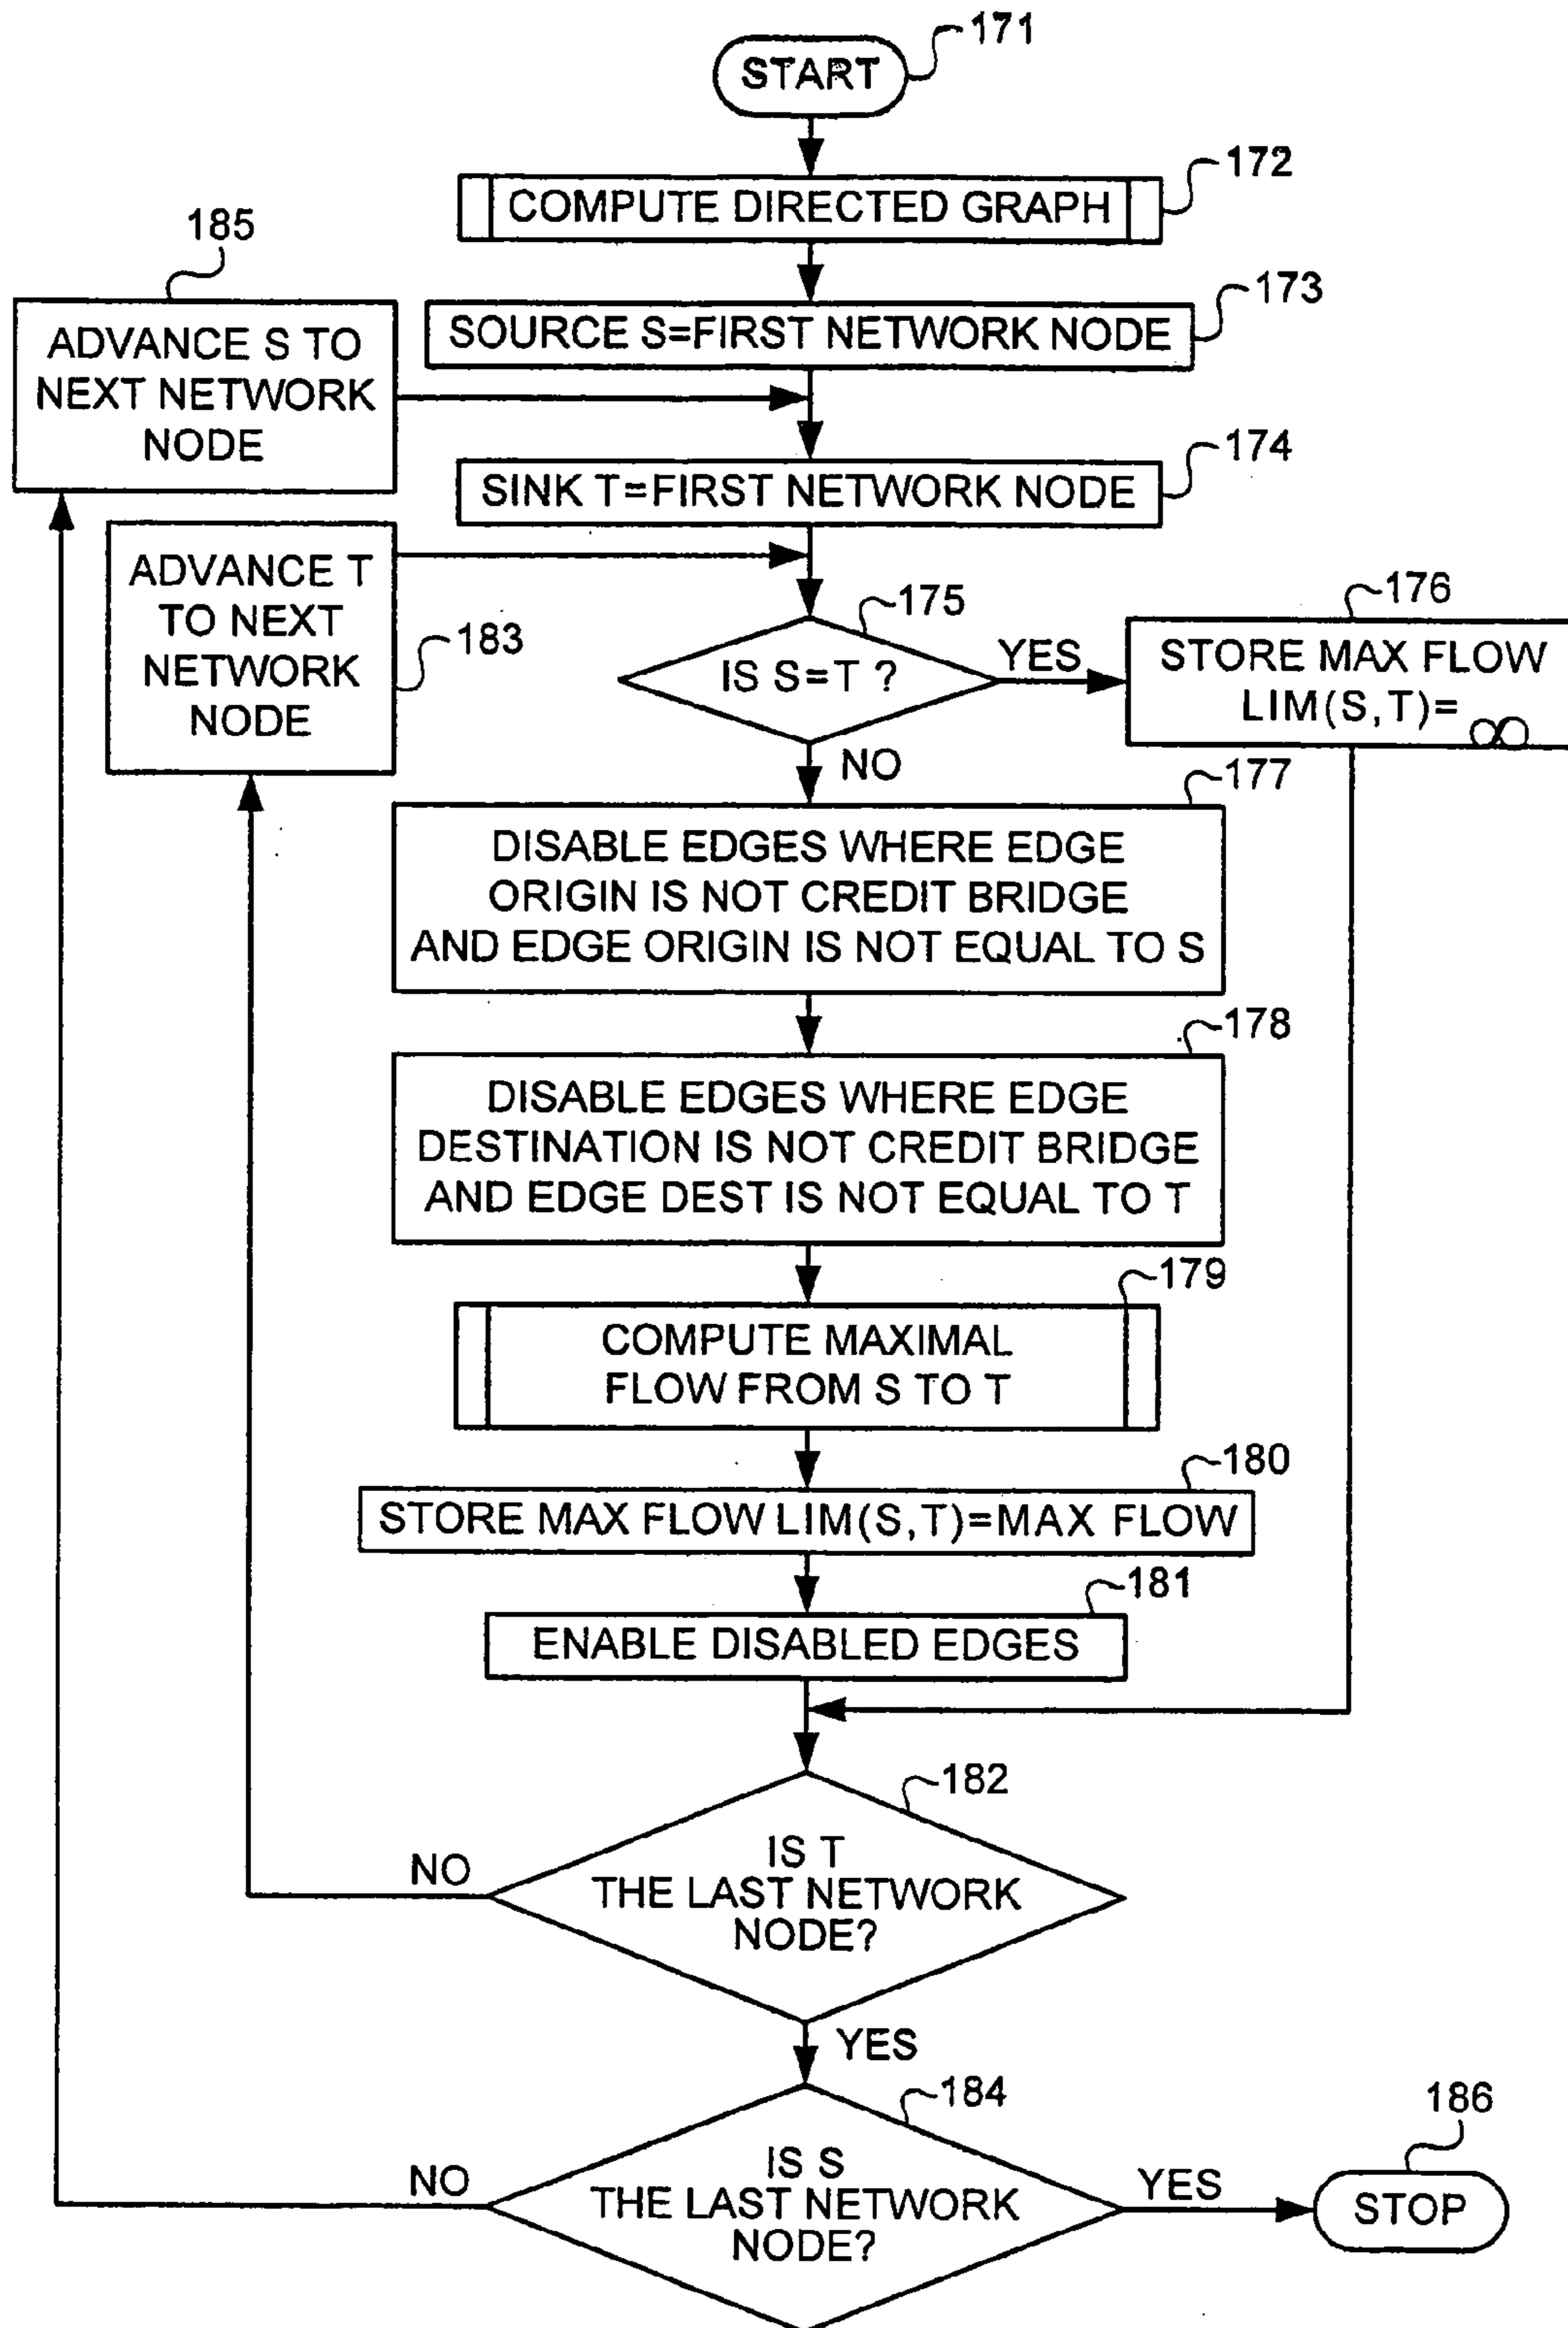 171
START
172
COMPUTE DIRECTED GRAPH
185
173
ADVANCE S TO
NEXT NETWORK
NODE
SOURCE S=FIRST NETWORK NODE
174
SINK T=FIRST NETWORK NODE
ADVANCE T
TO NEXT
NETWORK
NODE
183
175
IS S=T ?
YES
NO
176
STORE MAX FLOW
LIM(S,T)= ∞
177
DISABLE EDGES WHERE EDGE
ORIGIN IS NOT CREDIT BRIDGE
AND EDGE ORIGIN IS NOT EQUAL TO S
178
DISABLE EDGES WHERE EDGE
DESTINATION IS NOT CREDIT BRIDGE
AND EDGE DEST IS NOT EQUAL TO T
179
COMPUTE MAXIMAL
FLOW FROM S TO T
180
STORE MAX FLOW LIM(S,T)=MAX FLOW
181
ENABLE DISABLED EDGES
182
IS T
THE LAST NETWORK
NODE?
NO
YES
184
IS S
THE LAST NETWORK
NODE?
NO
YES
186
STOP